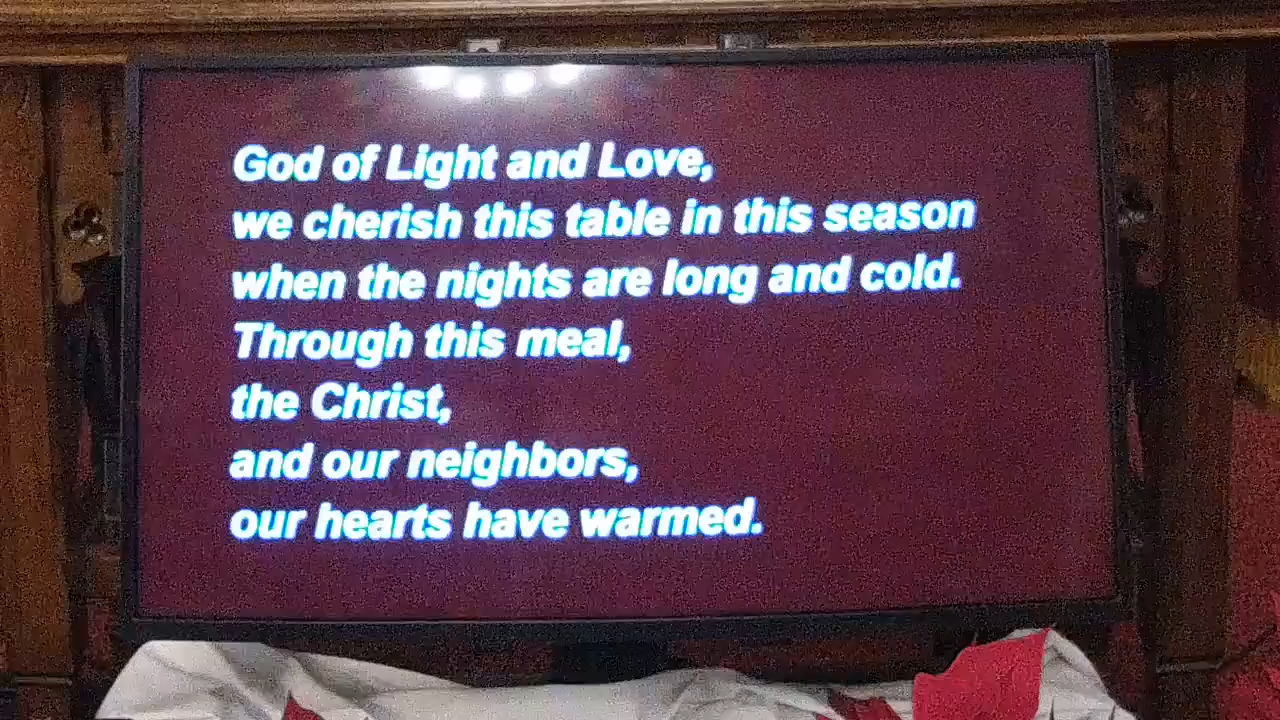 God of Light and Love,
we cherish this table in this season
when the nights are long and cold.
Through this meal,
the Christ,
and our neighbors,
our hearts have warmed.